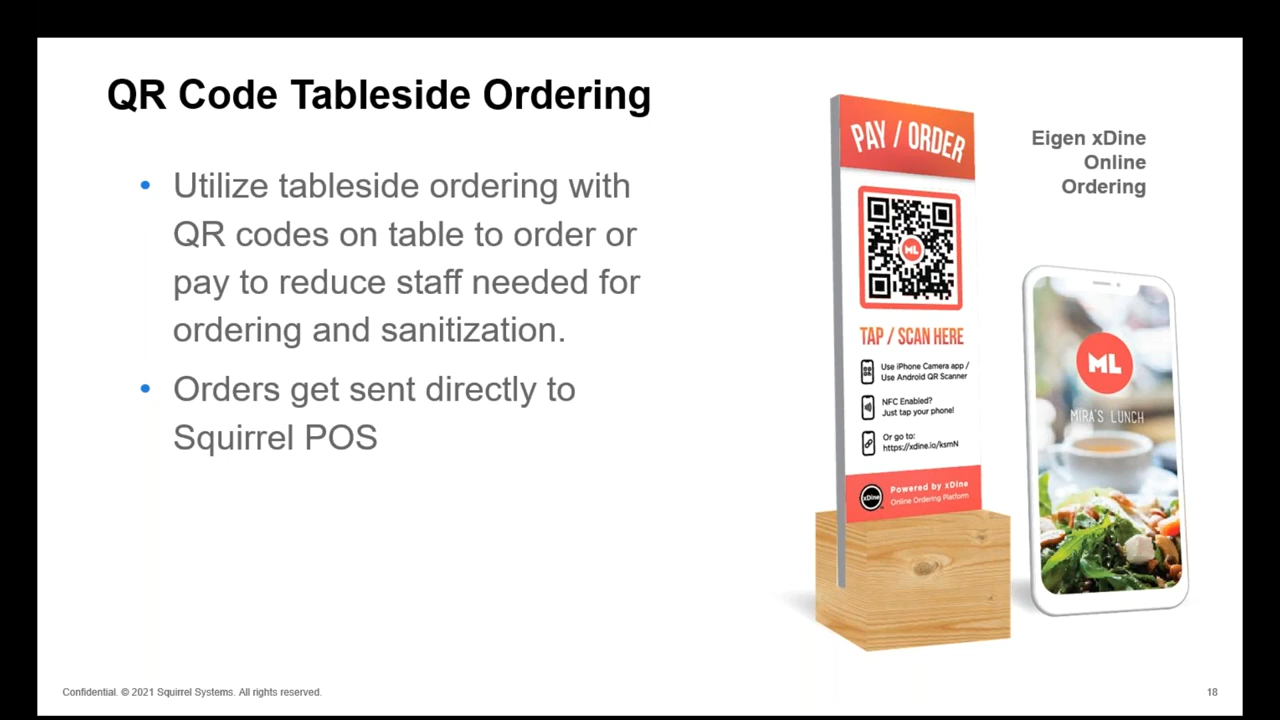 QR Code Tableside Ordering
• Utilize tableside ordering with
QR codes on table to order or
pay to reduce staff needed for
ordering and sanitization.
• Orders get sent directly to
Squirrel POS
PAY / ORDER
ML
TAP / SCAN HERE
Use iPhone Camera app /
Use Android QR Scanner
NFC Enabled?
Just tap your phone!
Or go to:
https://xdine.io/ksmN
xDine
Powered by xDine
Online Ordering Platform
Eigen xDine
Online
Ordering
ML
MIRA'S LUNCH
Confidential. © 2021 Squirrel Systems. All rights reserved.
18